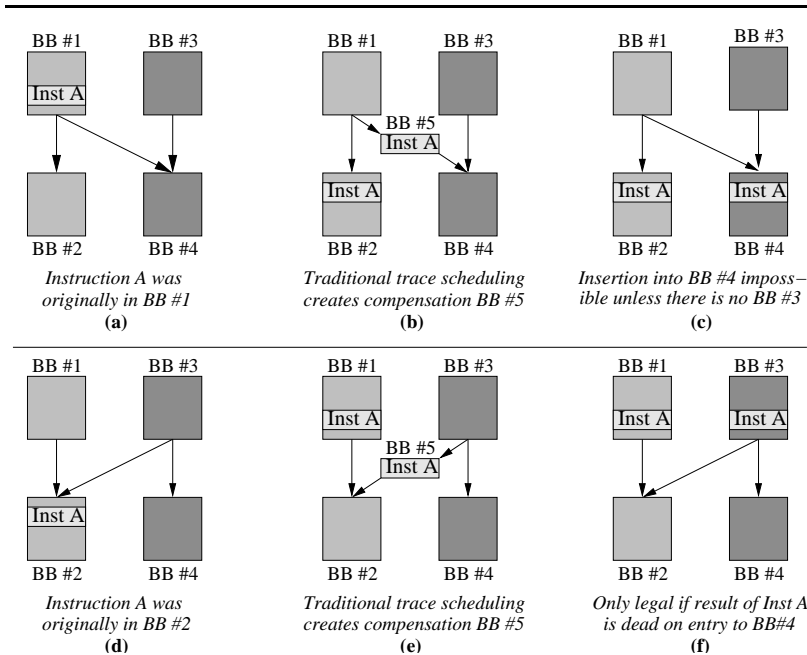 BB #1 BB #3
Inst A
BB #2 BB #4
Instruction A was
originally in BB #1
(a)
BB #1 BB #3
BB #5
Inst A
Inst A
BB #2 BB #4
Traditional trace scheduling
creates compensation BB #5
(b)
BB #1 BB #3
Inst A Inst A
BB #2 BB #4
Insertion into BB #4 imposs−
ible unless there is no BB #3
(c)
BB #1 BB #3
Inst A
BB #2 BB #4
Instruction A was
originally in BB #2
(d)
BB #1 BB #3
Inst A
BB #5
Inst A
BB #2 BB #4
Traditional trace scheduling
creates compensation BB #5
(e)
BB #1 BB #3
Inst A Inst A
BB #2 BB #4
Only legal if result of Inst A
is dead on entry to BB#4
(f)